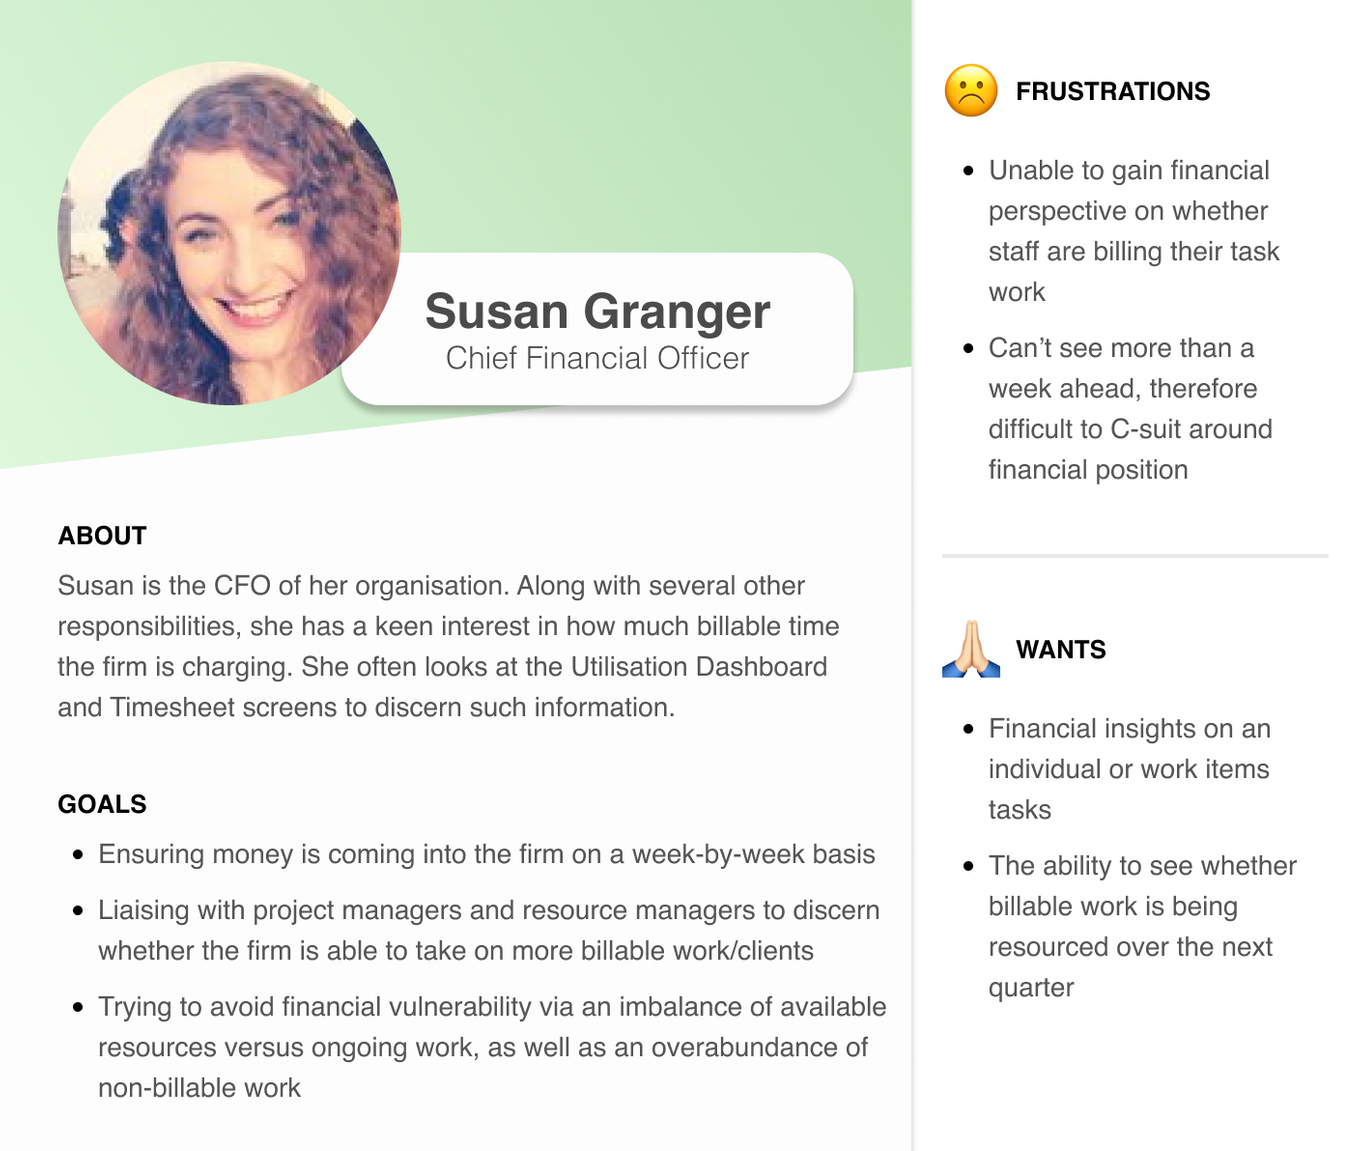 Susan Granger
Chief Financial Officer
ABOUT
Susan is the CFO of her organisation. Along with several other
responsibilities, she has a keen interest in how much billable time
the firm is charging. She often looks at the Utilisation Dashboard
and Timesheet screens to discern such information.
GOALS
• Ensuring money is coming into the firm on a week-by-week basis
• Liaising with project managers and resource managers to discern
whether the firm is able to take on more billable work/clients
• Trying to avoid financial vulnerability via an imbalance of available
resources versus ongoing work, as well as an overabundance of
non-billable work
FRUSTRATIONS
• Unable to gain financial
perspective on whether
staff are billing their task
work
• Can’t see more than a
week ahead, therefore
difficult to C-suit around
financial position
WANTS
• Financial insights on an
individual or work items
tasks
• The ability to see whether
billable work is being
resourced over the next
quarter